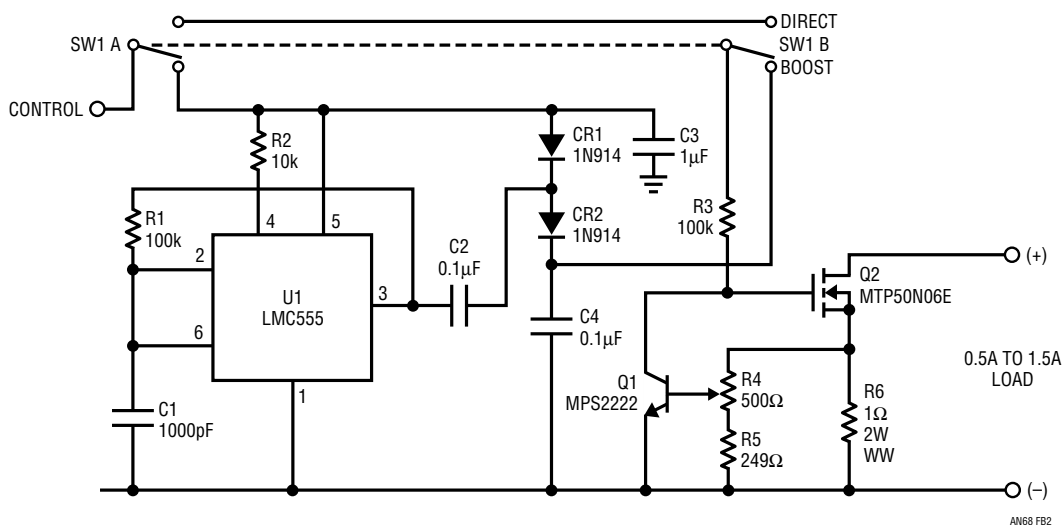 DIRECT
SW1 A
SW1 B
BOOST
CONTROL
R2
10k
CR1
1N914
C3
1μF
R1
100k
4
5
CR2
1N914
R3
100k
2
C2
0.1μF
(+)
Q2
MTP50N06E
3
U1
LMC555
6
C4
0.1μF
0.5A TO 1.5A
LOAD
Q1
MPS2222
R4
500Ω
R6
1Ω
2W
WW
1
C1
1000pF
R5
249Ω
(–)
AN68 FB2